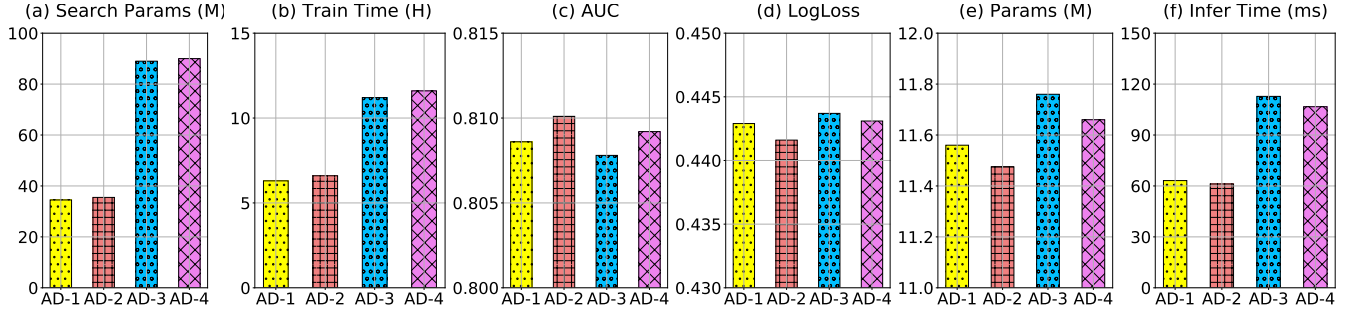 (a) Search Params (M)
100
80
60
40
20
0
AD-1 AD-2 AD-3 AD-4
(b) Train Time (H)
15
10
5
0
AD-1 AD-2 AD-3 AD-4
(c) AUC
0.815
0.810
0.805
0.800
AD-1 AD-2 AD-3 AD-4
(d) LogLoss
0.450
0.445
0.440
0.435
0.430
AD-1 AD-2 AD-3 AD-4
(e) Params (M)
12.0
11.8
11.6
11.4
11.2
11.0
AD-1 AD-2 AD-3 AD-4
(f) Infer Time (ms)
150
120
90
60
30
0
AD-1 AD-2 AD-3 AD-4